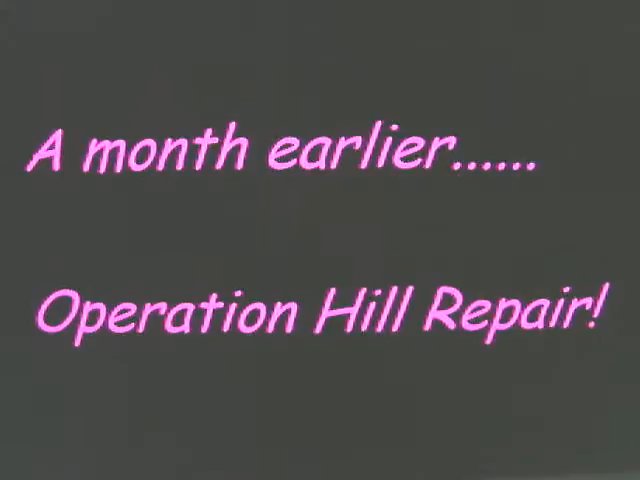 A month earlier......
Operation Hill Repair!